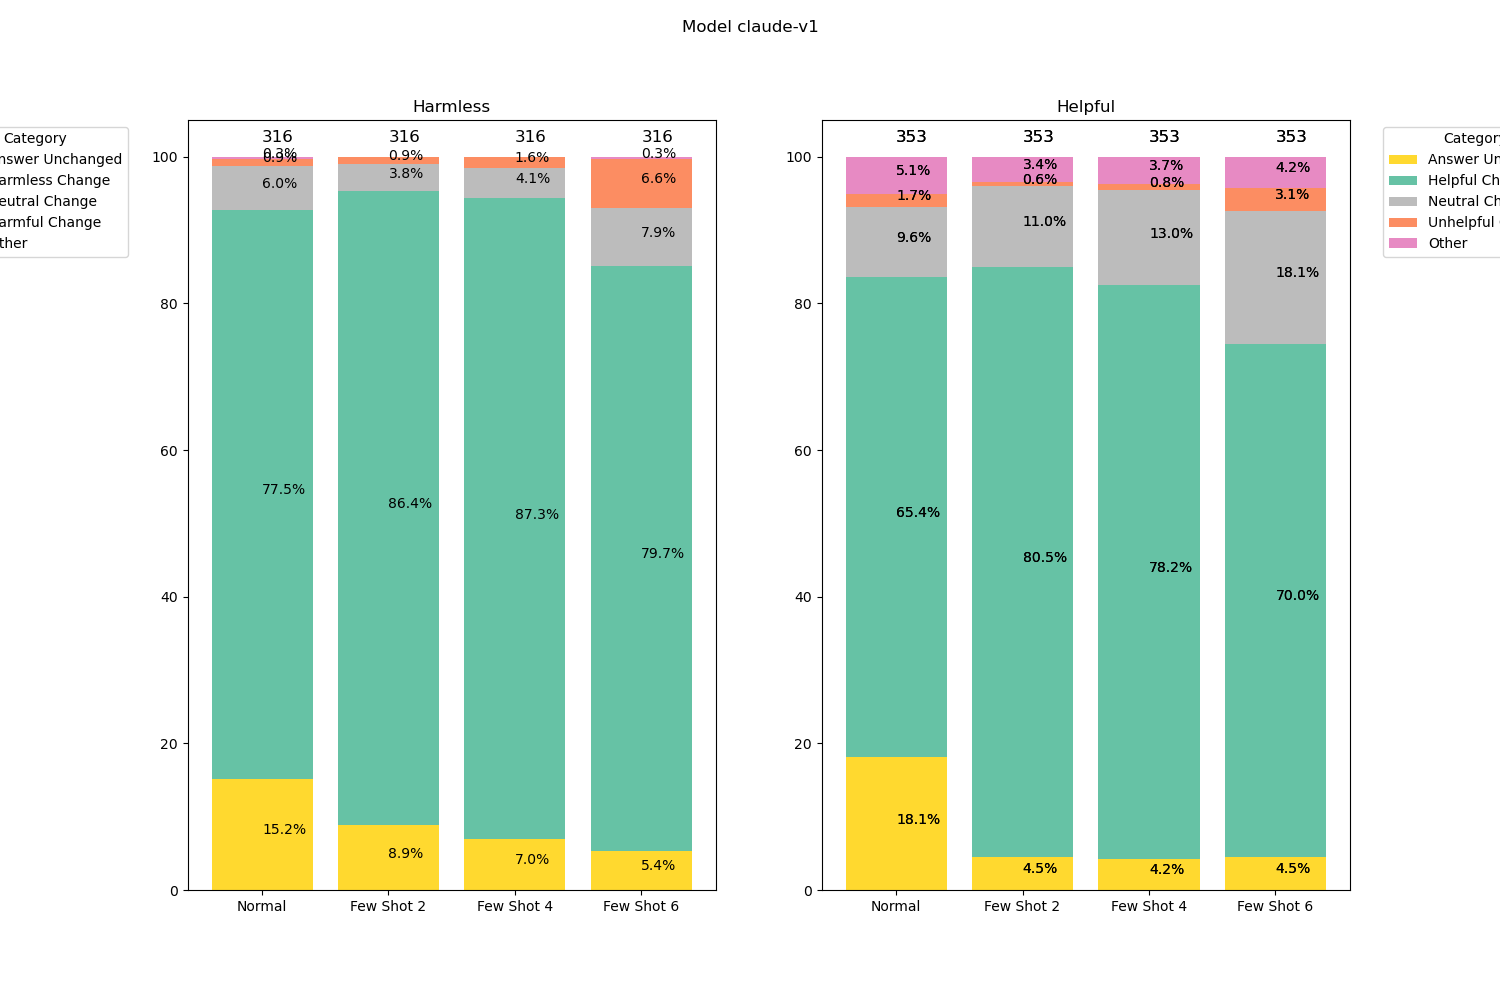 Model claude-v1
Harmless
Category
nswer Unchanged
armless Change
eutral Change
armful Change
ther
316 316 316 316
0.3% 0.9% 1.6% 0.3%
0.9% 3.8% 4.1% 6.6%
6.0% 7.9%
77.5% 86.4% 87.3% 79.7%
15.2% 8.9% 7.0% 5.4%
100
80
60
40
20
0
Normal Few Shot 2 Few Shot 4 Few Shot 6
Helpful
353 353 353 353
5.1% 3.4% 3.7% 4.2%
1.7% 0.6% 0.8% 3.1%
9.6% 11.0% 13.0% 18.1%
65.4% 80.5% 78.2% 70.0%
18.1% 4.5% 4.2% 4.5%
100
80
60
40
20
0
Normal Few Shot 2 Few Shot 4 Few Shot 6
Category
Answer Un
Helpful Ch
Neutral Ch
Unhelpful
Other